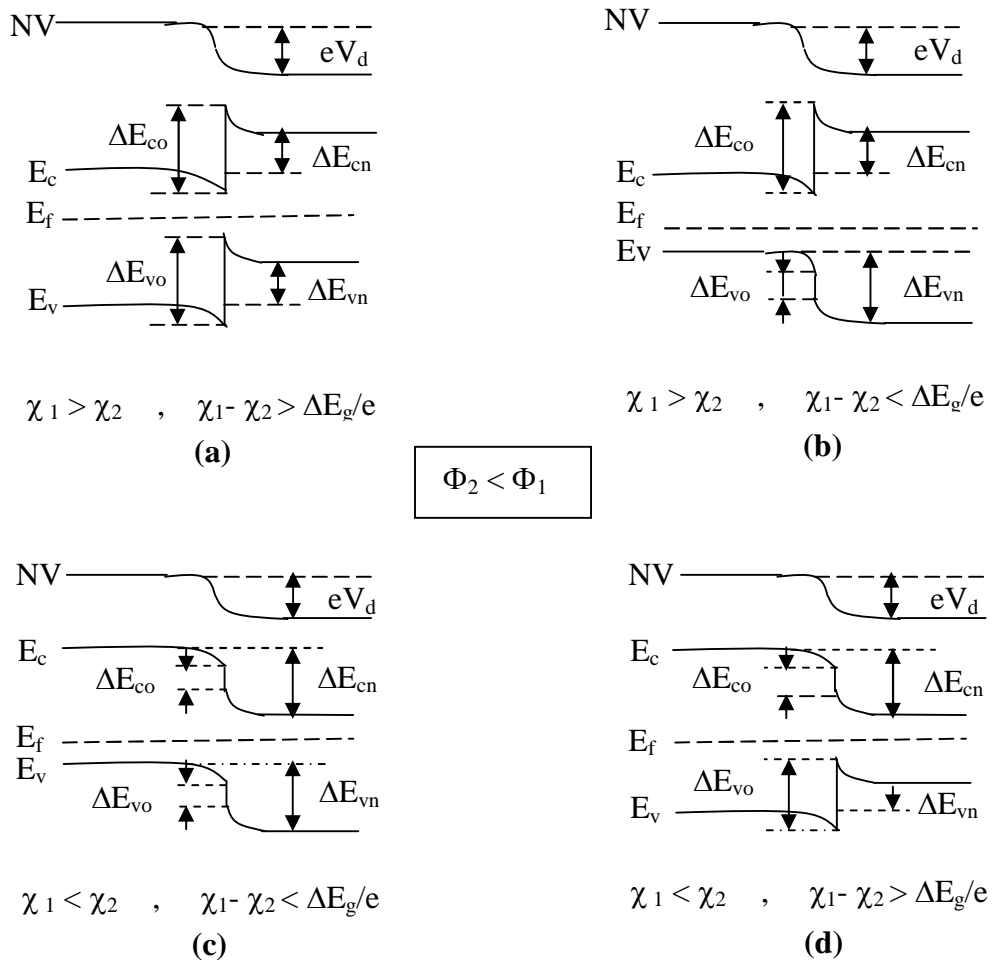 NV
eV_d
ΔE_co
ΔE_cn
E_c
E_f
ΔE_vo
ΔE_vn
E_v
χ_1 > χ_2 , χ_1- χ_2 > ΔE_g/e
(a)
NV
eV_d
ΔE_co
ΔE_cn
E_c
E_f
Ev
ΔE_vo
ΔE_vn
χ_1 > χ_2 , χ_1- χ_2 < ΔE_g/e
(b)
Φ_2 < Φ_1
NV
eV_d
E_c
ΔE_co
ΔE_cn
E_f
E_v
ΔE_vo
ΔE_vn
χ_1 < χ_2 , χ_1- χ_2 < ΔE_g/e
(c)
NV
eV_d
E_c
ΔE_co
ΔE_cn
E_f
ΔE_vo
ΔE_vn
E_v
χ_1 < χ_2 , χ_1- χ_2 > ΔE_g/e
(d)